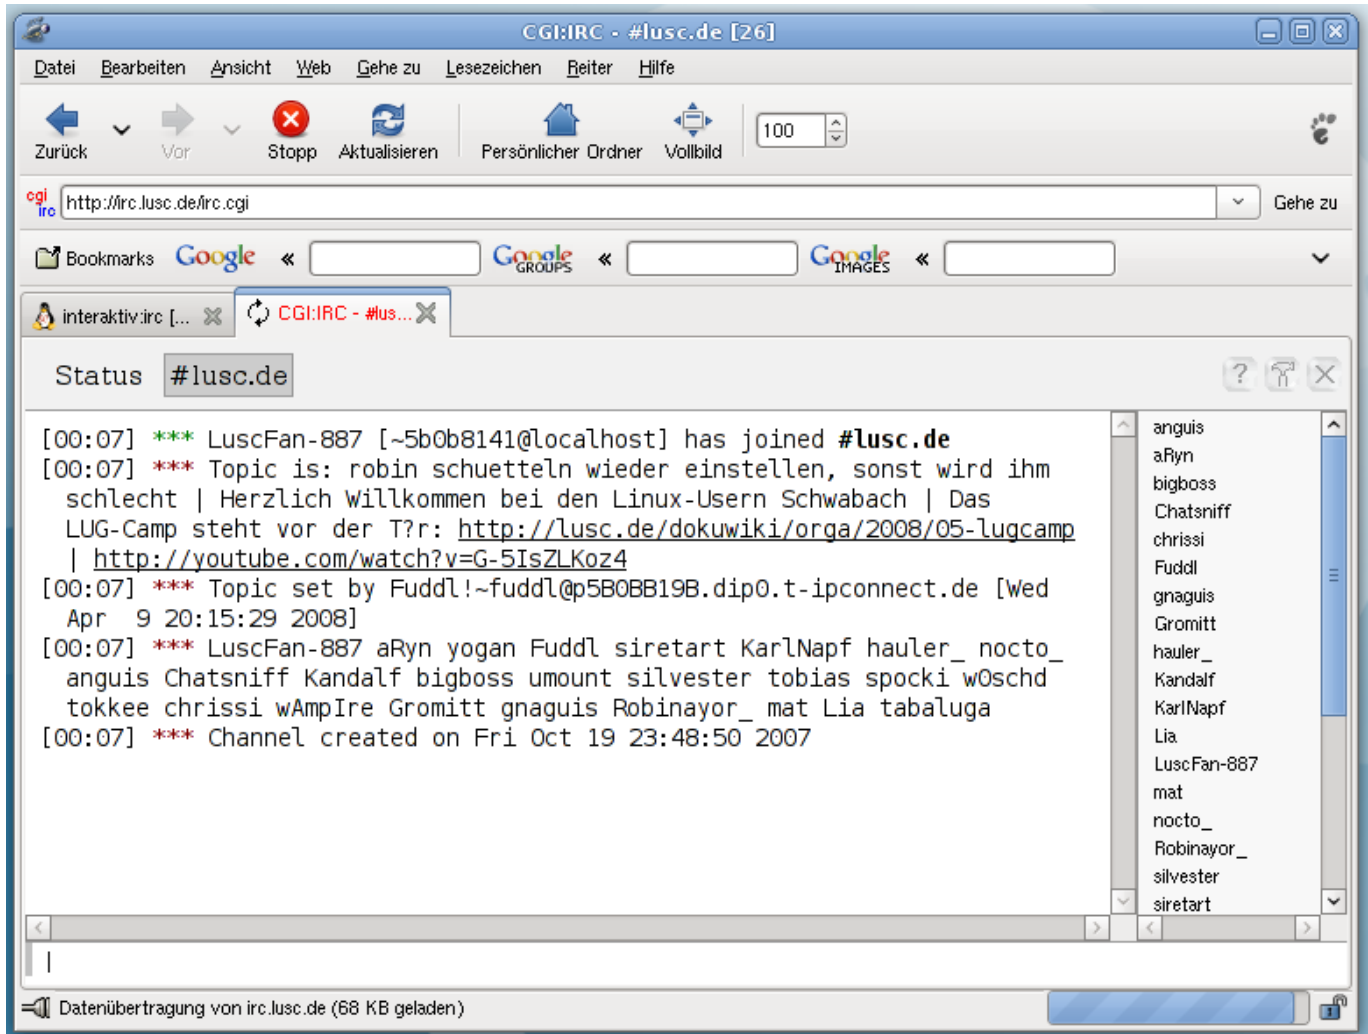 CGI:IRC - #lusc.de [26]
Datei Bearbeiten Ansicht Web Gehe zu Lesezeichen Reiter Hilfe
Zurück Vor Stopp Aktualisieren Persönlicher Ordner Vollbild 100
cgi irc http://irc.lusc.de/irc.cgi Gehe zu
Bookmarks Google « Google GROUPS « Google IMAGES «
interaktiv:irc [... CGI:IRC - #lus...
Status #lusc.de ?
[00:07] *** LuscFan-887 [~5b0b8141@localhost] has joined #lusc.de
[00:07] *** Topic is: robin schuetteln wieder einstellen, sonst wird ihm
schlecht | Herzlich Willkommen bei den Linux-Usern Schwabach | Das
LUG-Camp steht vor der T?r: http://lusc.de/dokuwiki/orga/2008/05-lugcamp
| http://youtube.com/watch?v=G-5IsZLKoz4
[00:07] *** Topic set by Fuddl!~fuddl@p5B0BB19B.dip0.t-ipconnect.de [Wed
Apr  9 20:15:29 2008]
[00:07] *** LuscFan-887 aRyn yogan Fuddl siretart KarlNapf hauler_ nocto_
anguis Chatsniff Kandalf bigboss umount silvester tobias spocki w0schd
tokkee chrissi wAmpIre Gromitt gnaguis Robinayor_ mat Lia tabaluga
[00:07] *** Channel created on Fri Oct 19 23:48:50 2007
anguis
aRyn
bigboss
Chatsniff
chrissi
Fuddl
gnaguis
Gromitt
hauler_
Kandalf
KarlNapf
Lia
LuscFan-887
mat
nocto_
Robinayor_
silvester
siretart
Datenübertragung von irc.lusc.de (68 KB geladen)